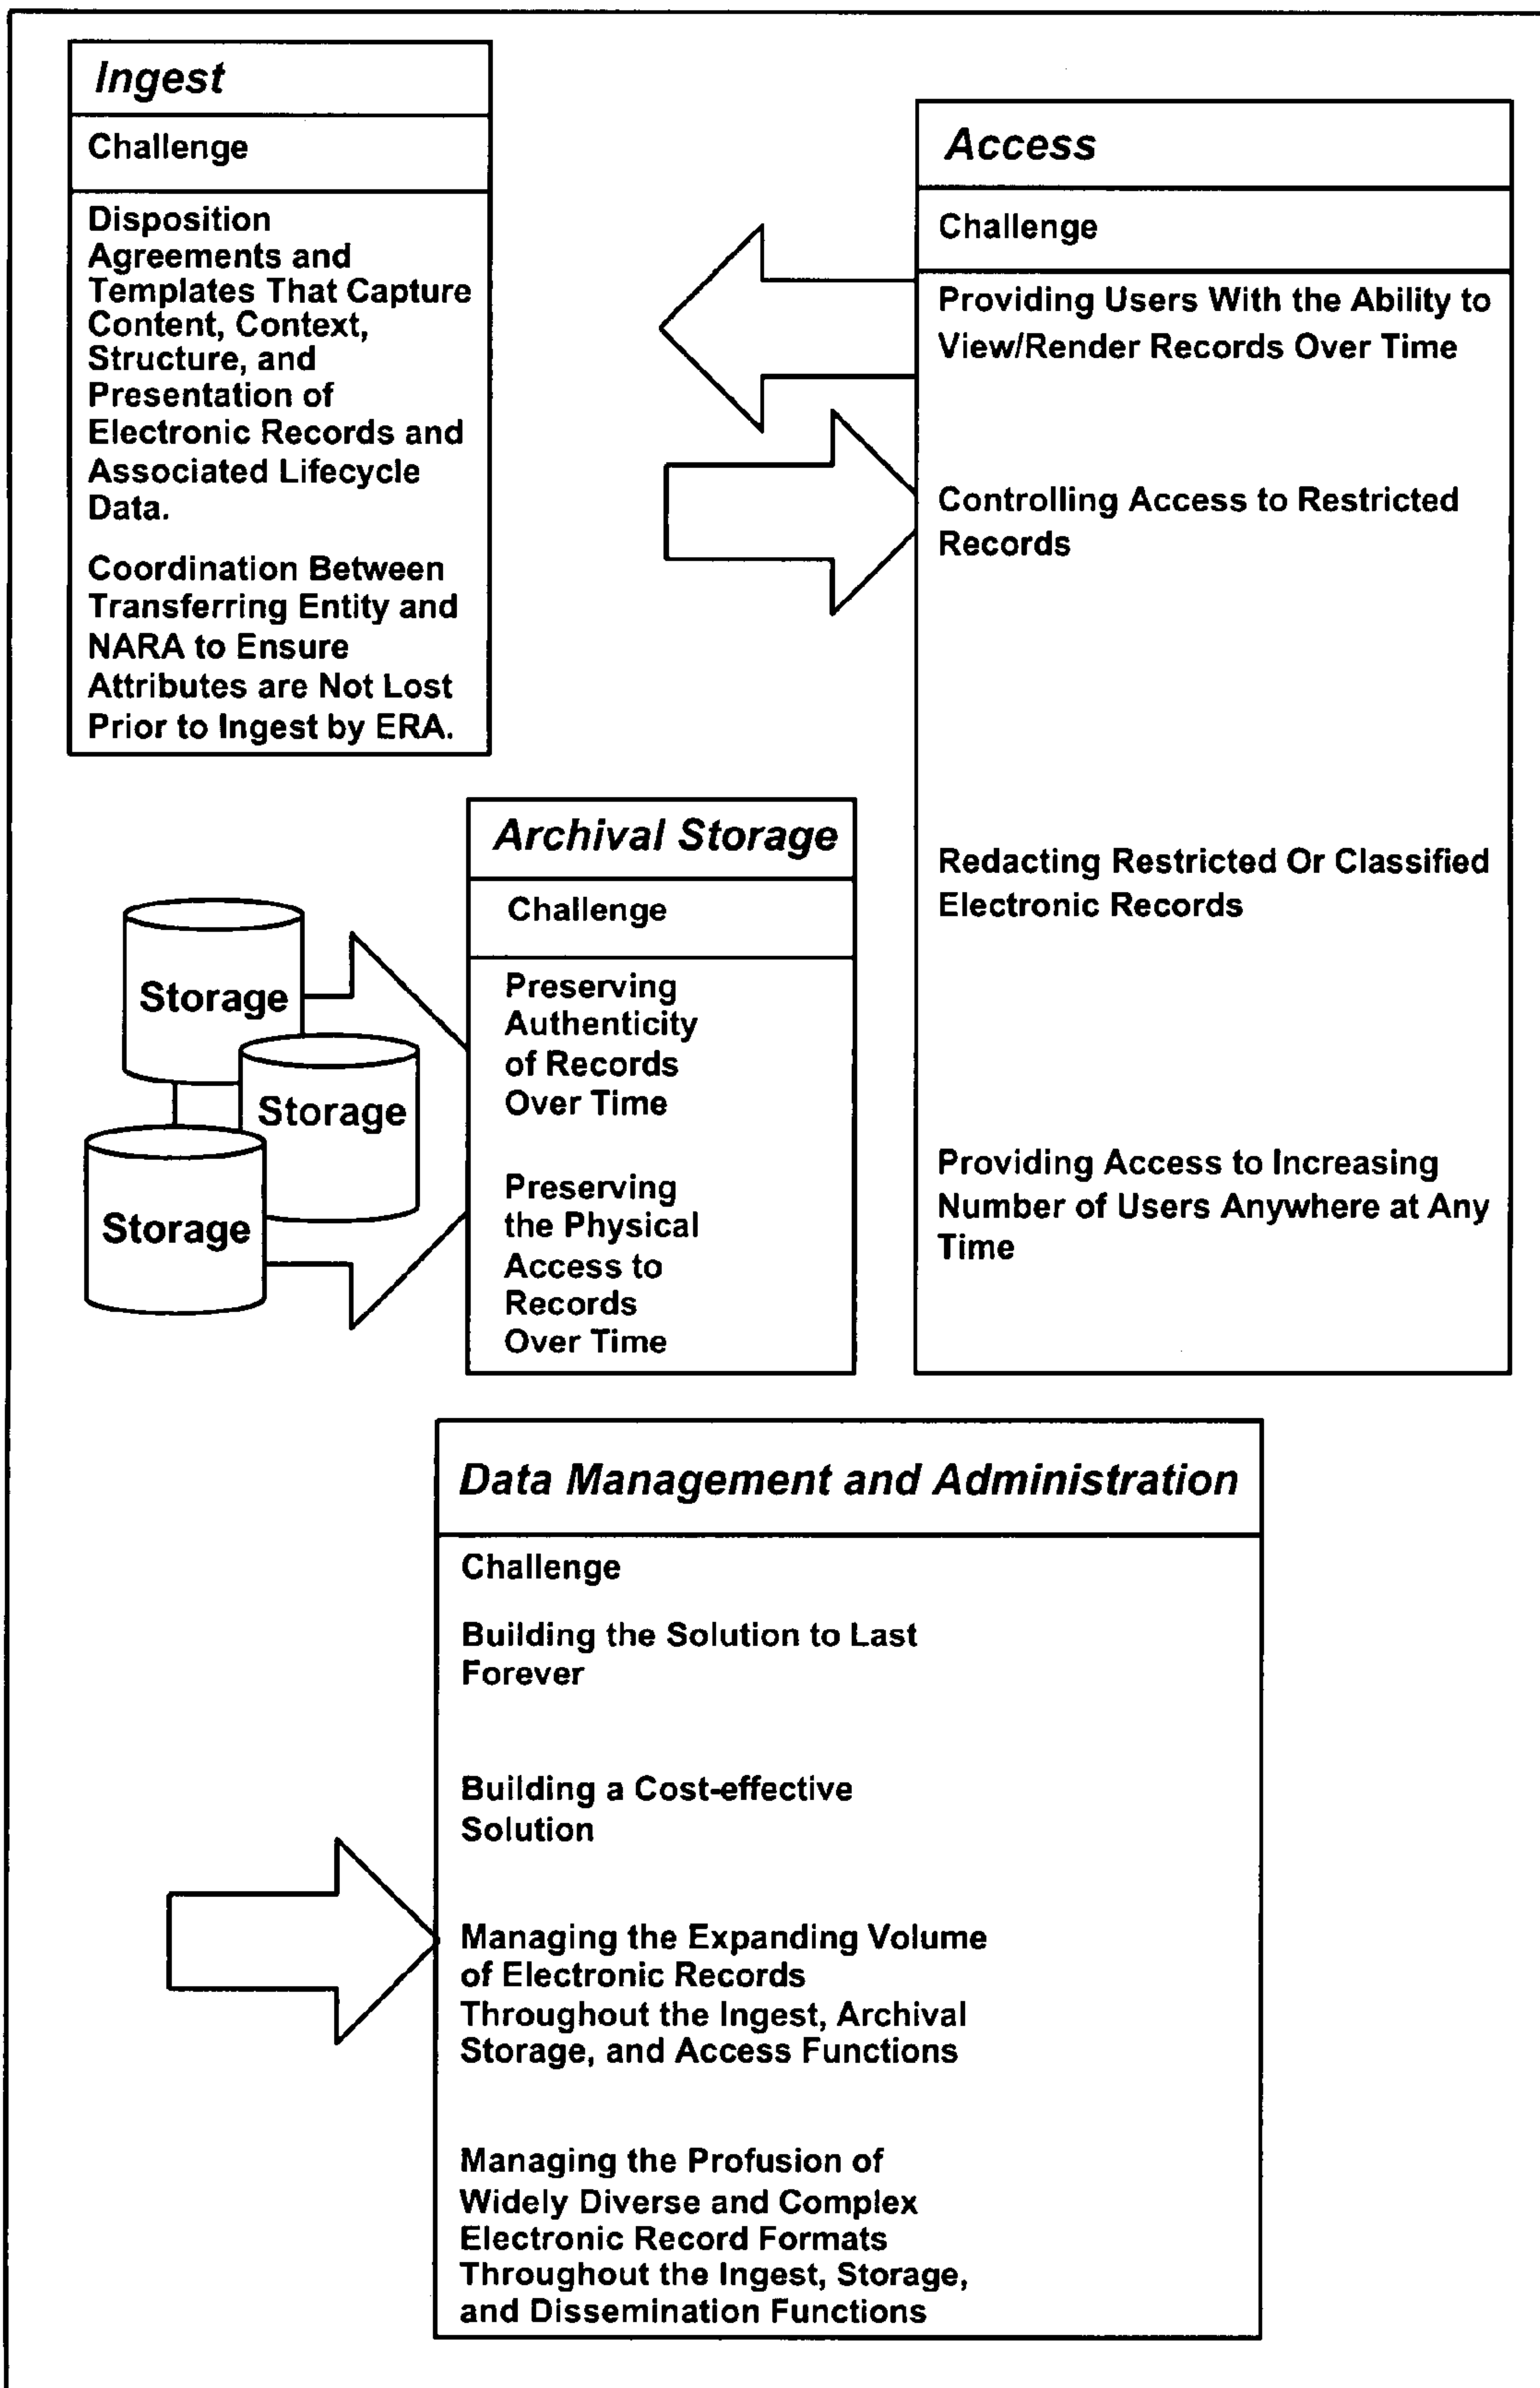 Ingest
Challenge
Disposition
Agreements and
Templates That Capture
Content, Context,
Structure, and
Presentation of
Electronic Records and
Associated Lifecycle
Data.
Coordination Between
Transferring Entity and
NARA to Ensure
Attributes are Not Lost
Prior to Ingest by ERA.
Access
Challenge
Providing Users With the Ability to
View/Render Records Over Time
Controlling Access to Restricted
Records
Redacting Restricted Or Classified
Electronic Records
Providing Access to Increasing
Number of Users Anywhere at Any
Time
Storage
Storage
Storage
Archival Storage
Challenge
Preserving
Authenticity
of Records
Over Time
Preserving
the Physical
Access to
Records
Over Time
Data Management and Administration
Challenge
Building the Solution to Last
Forever
Building a Cost-effective
Solution
Managing the Expanding Volume
of Electronic Records
Throughout the Ingest, Archival
Storage, and Access Functions
Managing the Profusion of
Widely Diverse and Complex
Electronic Record Formats
Throughout the Ingest, Storage,
and Dissemination Functions